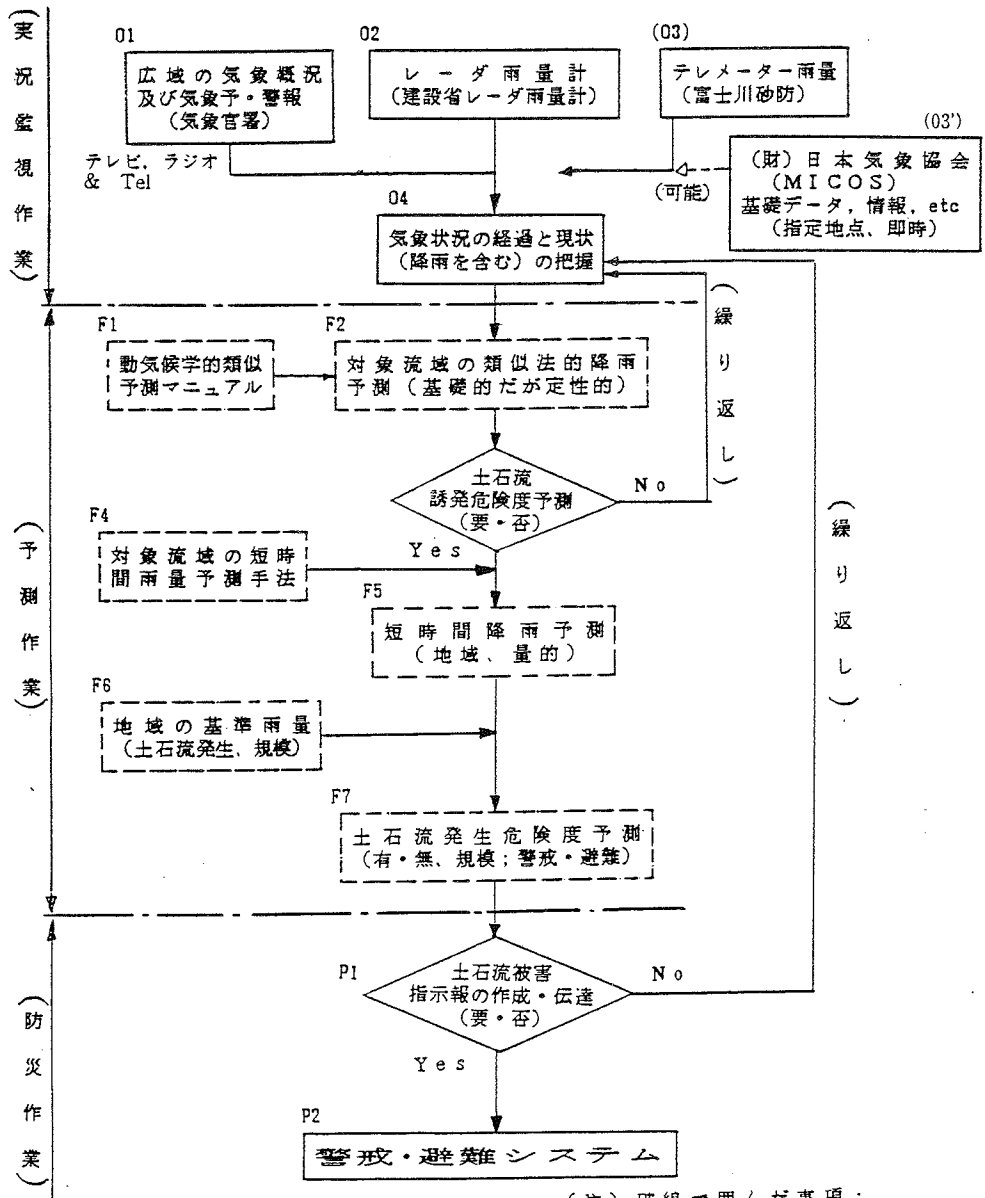 (実況監視作業)
01
広域の気象概況
及び気象予・警報
(気象官署)
02
レーダ雨量計
(建設省レーダ雨量計)
(03)
テレメーター雨量
(富士川砂防)
(03')
(財)日本気象協会
(MICOS)
基礎データ,情報,etc
(指定地点、即時)
テレビ、ラジオ
& Tel
(可能)
04
気象状況の経過と現状
(降雨を含む)の把握
(予測作業)
F1
動気候学的類似
予測マニュアル
F2
対象流域の類似法的降雨
予測(基礎的だが定性的)
(繰り返し)
土石流
誘発危険度予測
(要・否)
No
Yes
F4
対象流域の短時
間雨量予測手法
F5
短時間降雨予測
(地域、量的)
(繰り返し)
F6
地域の基準雨量
(土石流発生、規模)
F7
土石流発生危険度予測
(有・無、規模;警戒・避難)
(防災作業)
P1
土石流被害
指示報の作成・伝達
(要・否)
No
Yes
P2
警戒・避難システム